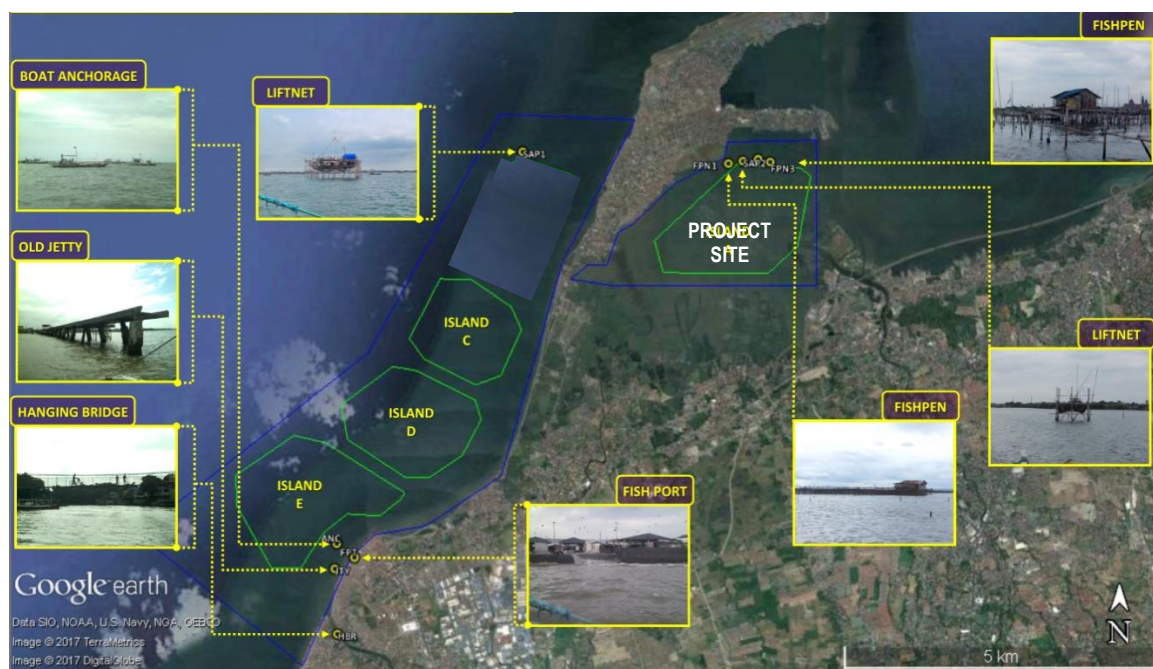 FISHPEN
BOAT ANCHORAGE
LIFTNET
SAP1
FPN1
SAP2
FPN3
OLD JETTY
PROJECT
SITE
ISLAND
C
LIFTNET
ISLAND
D
HANGING BRIDGE
FISHPEN
ISLAND
E
FISH PORT
ANC
FPT
JTY
HBR
Google earth
Data SIO, NOAA, U.S. Navy, NGA, GEBCO
Image © 2017 TerraMetrics
Image © 2017 DigitalGlobe
N
5 km